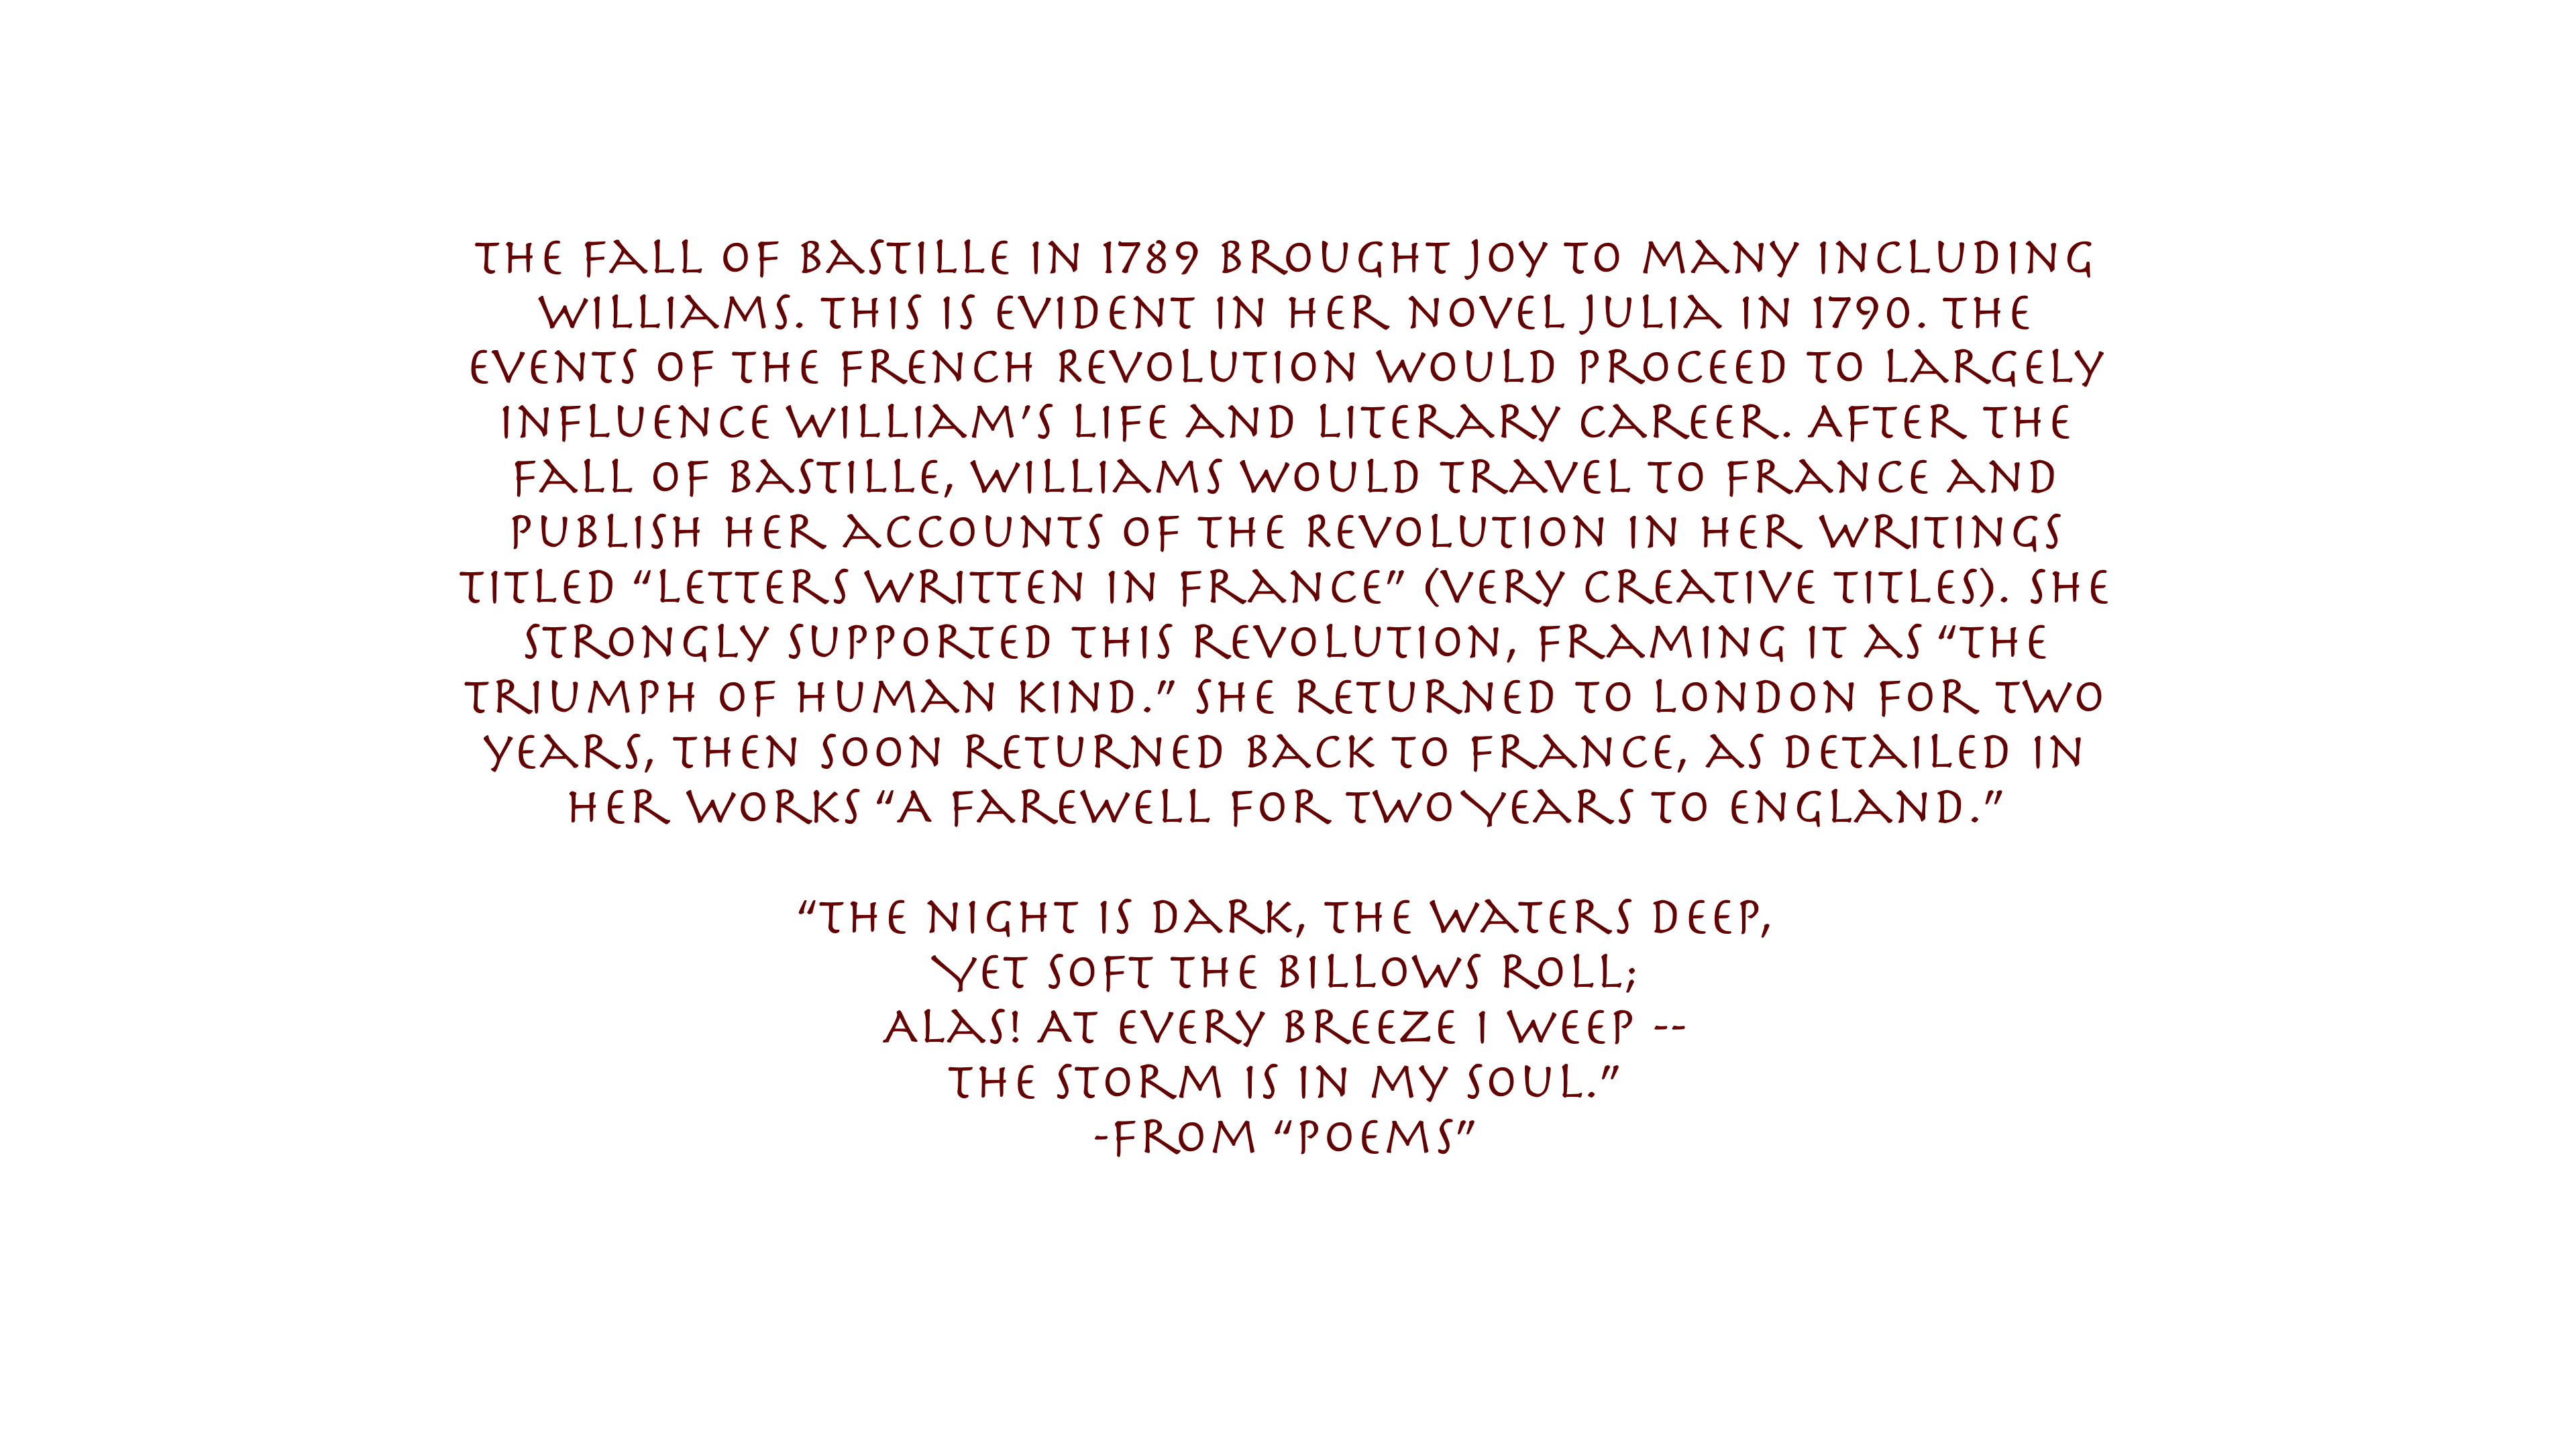 The fall of Bastille in 1789 brought joy to many including
Williams. This is evident in her novel Julia in 1790. The
events of the French Revolution would proceed to largely
influence William's life and literary career. After the
fall of Bastille, Williams would travel to France and
publish her accounts of the Revolution in her writings
titled “Letters Written in France” (very creative titles). She
strongly supported this Revolution, framing it as “the
triumph of human kind.” She returned to London for two
years, then soon returned back to France, as detailed in
her works “A Farewell for two Years to England.”
“The night is dark, the waters deep,
Yet soft the billows roll;
Alas! At every breeze I weep --
The storm is in my soul.”
-From “Poems”